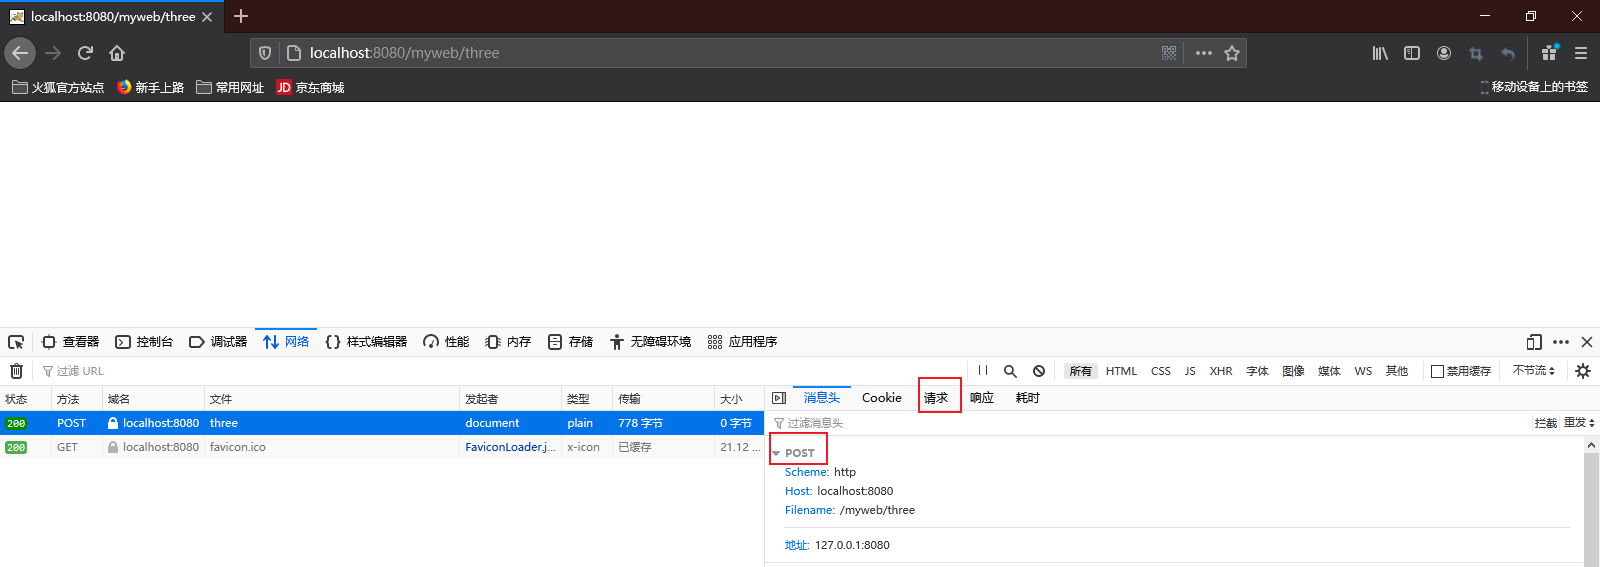 localhost:8080/myweb/three
localhost:8080/myweb/three
火狐官方站点 新手上路 常用网址 JD 京东商城 移动设备上的书签
查看器 控制台 调试器 网络 样式编辑器 性能 内存 存储 无障碍环境 应用程序
过滤 URL 所有 HTML CSS JS XHR 字体 图像 媒体 WS 其他 禁用缓存 不节流
状态 方法 域名 文件 发起者 类型 传输 大小
200 POST localhost:8080 three document plain 778 字节 0 字节
200 GET localhost:8080 favicon.ico FaviconLoader.j... x-icon 已缓存 21.12 ...
消息头 Cookie 请求 响应 耗时
过滤消息头 拦截 重发
POST
Scheme: http
Host: localhost:8080
Filename: /myweb/three
地址: 127.0.0.1:8080